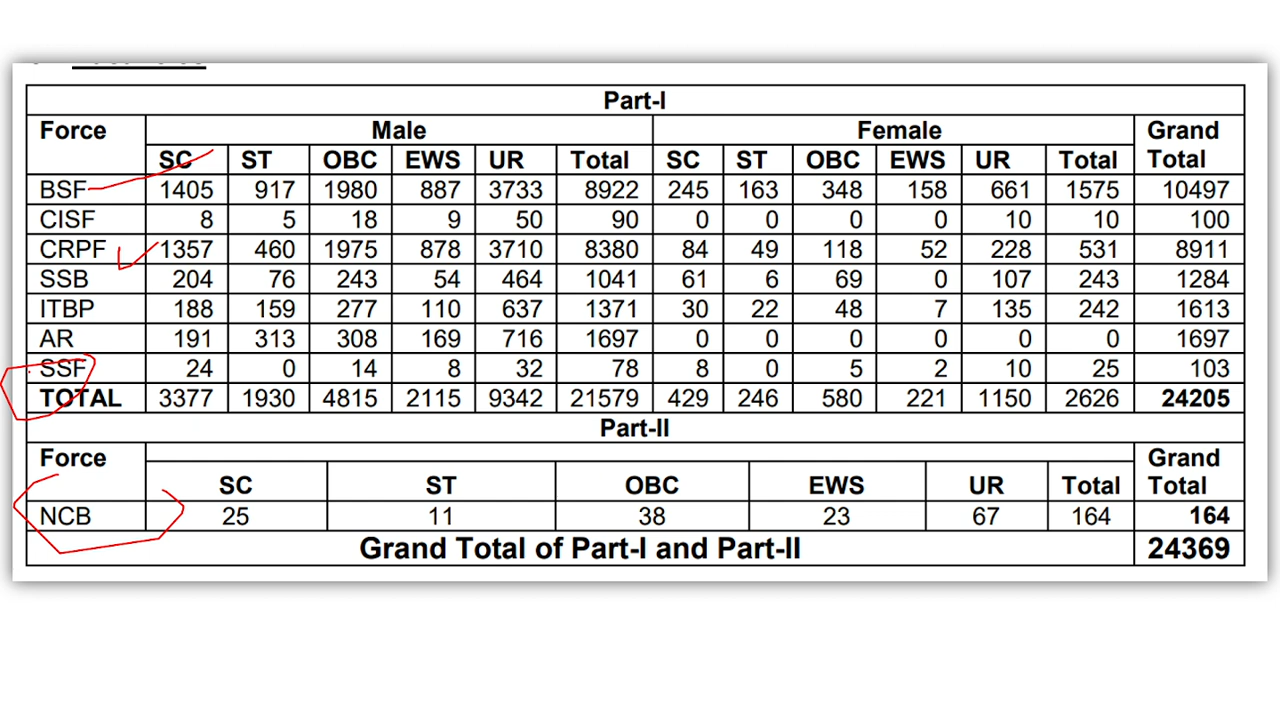 Part-I
Force Male Female Grand Total
SC ST OBC EWS UR Total SC ST OBC EWS UR Total
BSF 1405 917 1980 887 3733 8922 245 163 348 158 661 1575 10497
CISF 8 5 18 9 50 90 0 0 0 0 10 10 100
CRPF 1357 460 1975 878 3710 8380 84 49 118 52 228 531 8911
SSB 204 76 243 54 464 1041 61 6 69 0 107 243 1284
ITBP 188 159 277 110 637 1371 30 22 48 7 135 242 1613
AR 191 313 308 169 716 1697 0 0 0 0 0 0 1697
SSF 24 0 14 8 32 78 8 0 5 2 10 25 103
TOTAL 3377 1930 4815 2115 9342 21579 429 246 580 221 1150 2626 24205
Part-II
Force Grand Total
SC ST OBC EWS UR Total
NCB 25 11 38 23 67 164 164
Grand Total of Part-I and Part-II 24369